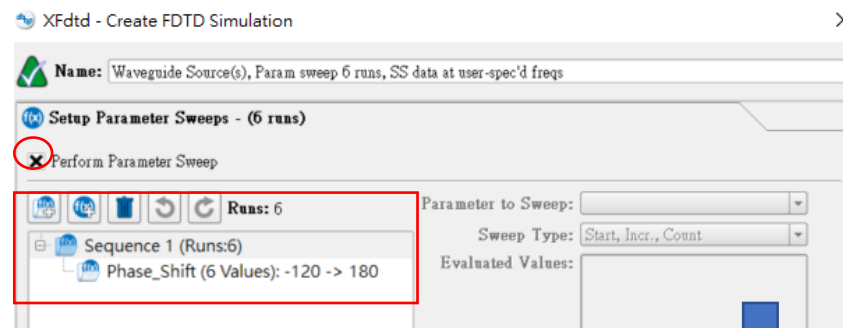 XFdtd - Create FDTD Simulation
Name: Waveguide Source(s), Param sweep 6 runs, SS data at user-spec'd freqs
f(x) Setup Parameter Sweeps - (6 runs)
Perform Parameter Sweep
Runs: 6
Sequence 1 (Runs:6)
Phase_Shift (6 Values): -120 -> 180
Parameter to Sweep:
Sweep Type: Start, Incr., Count
Evaluated Values: